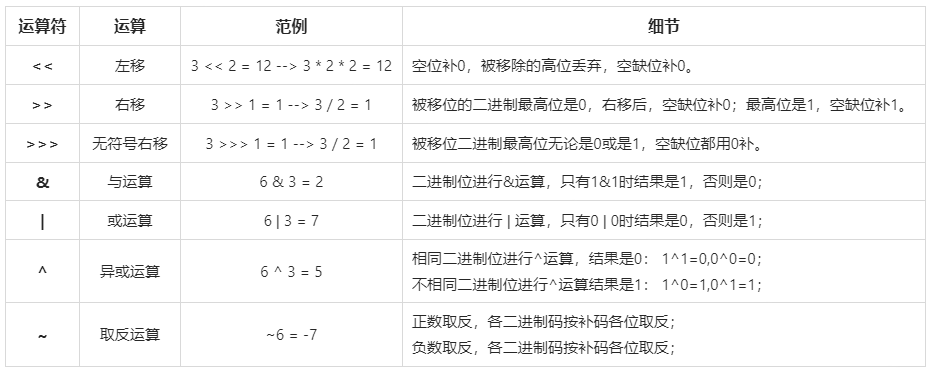 运算符 运算 范例 细节
<< 左移 3 << 2 = 12 --> 3 * 2 * 2 = 12 空位补0，被移除的高位丢弃，空缺位补0。
>> 右移 3 >> 1 = 1 --> 3 / 2 = 1 被移位的二进制最高位是0，右移后，空缺位补0；最高位是1，空缺位补1。
>>> 无符号右移 3 >>> 1 = 1 --> 3 / 2 = 1 被移位二进制最高位无论是0或是1，空缺位都用0补。
& 与运算 6 & 3 = 2 二进制位进行&运算，只有1&1时结果是1，否则是0；
| 或运算 6 | 3 = 7 二进制位进行 | 运算，只有0 | 0时结果是0，否则是1；
^ 异或运算 6 ^ 3 = 5 相同二进制位进行^运算，结果是0： 1^1=0,0^0=0；
不相同二进制位进行^运算结果是1： 1^0=1,0^1=1；
~ 取反运算 ~6 = -7 正数取反，各二进制码按补码各位取反；
负数取反，各二进制码按补码各位取反；